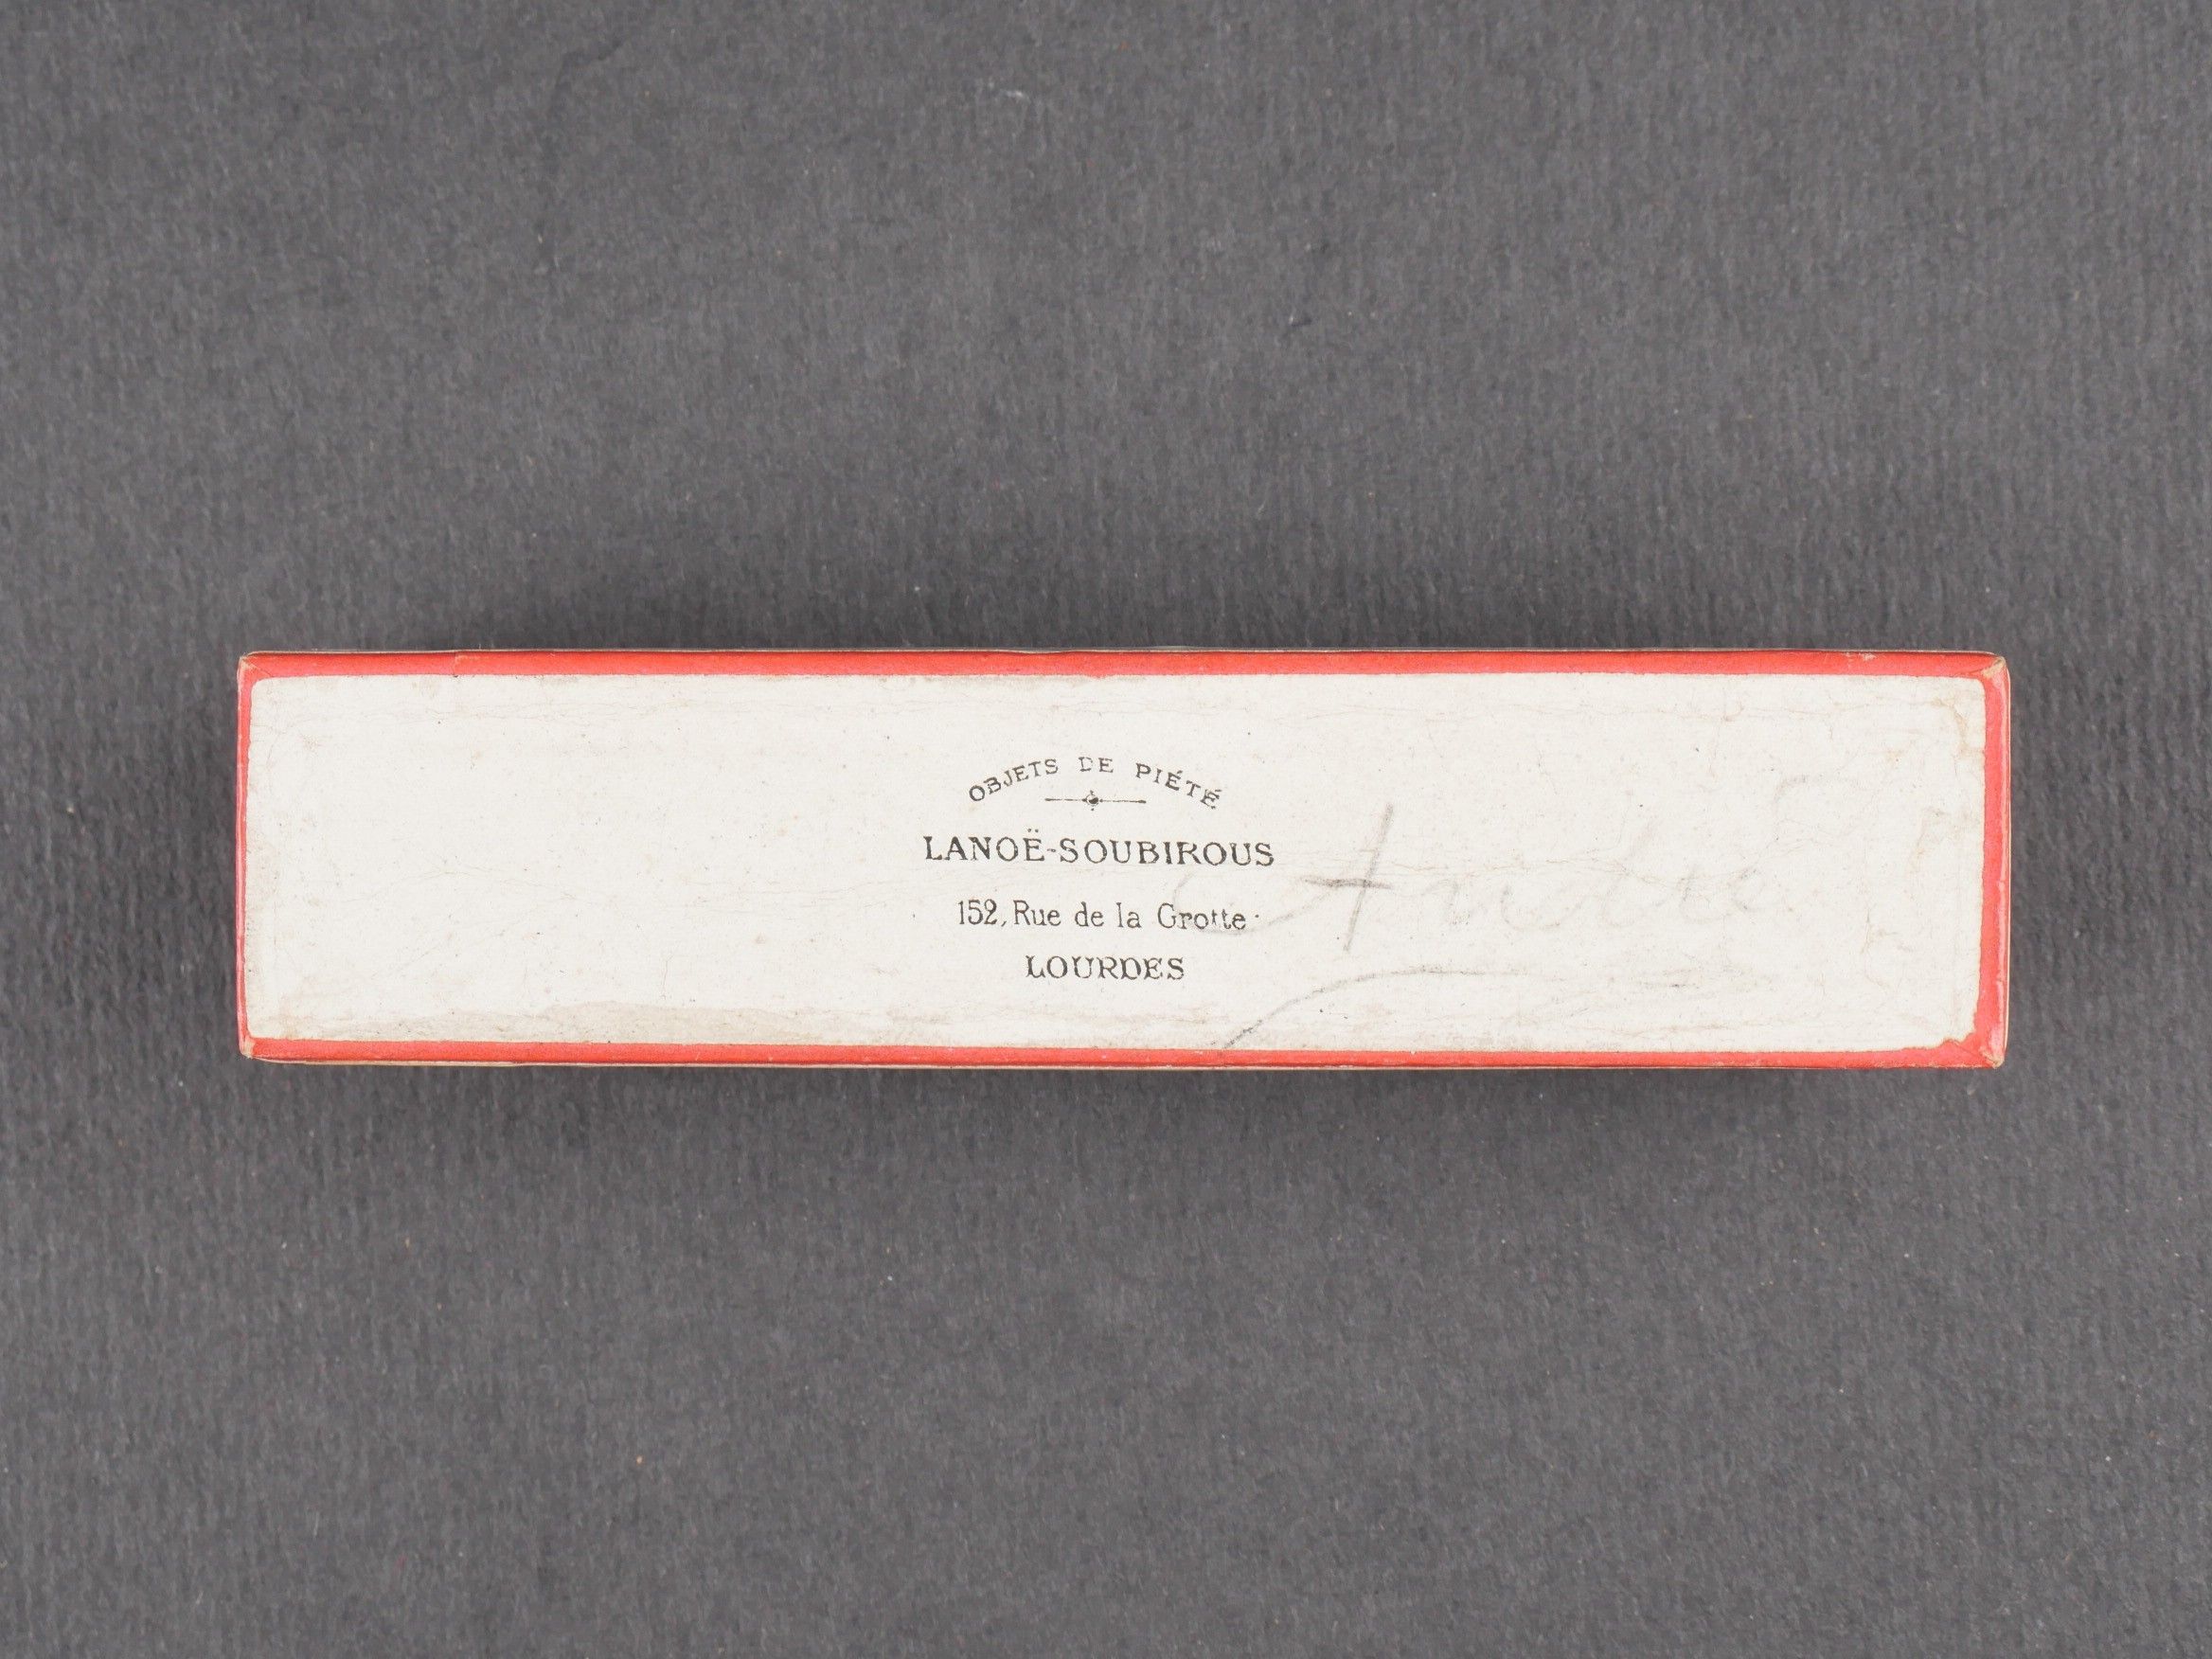 OBJETS DE PIÉTÉ
LANOË-SOUBIROUS
152, Rue de la Grotte
LOURDES